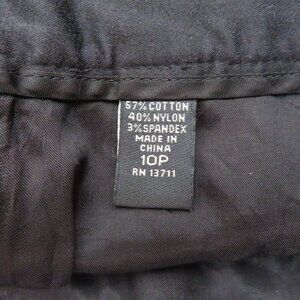 57% COTTON
40% NYLON
3% SPANDEX
MADE IN
CHINA
10P
RN 13711